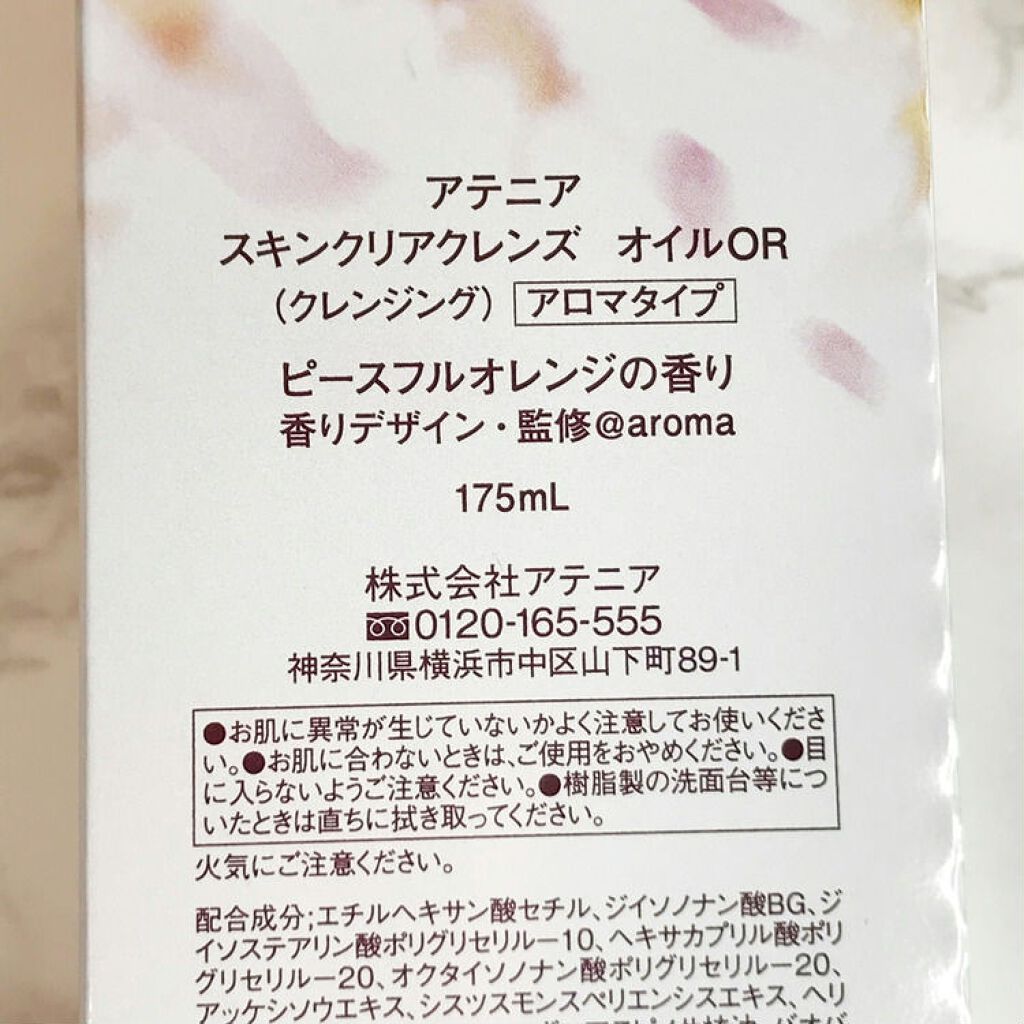 アテニア
スキンクリアクレンズ　オイルOR
（クレンジング） アロマタイプ
ピースフルオレンジの香り
香りデザイン・監修@aroma
175mL
株式会社アテニア
0120-165-555
神奈川県横浜市中区山下町89-1
●お肌に異常が生じていないかよく注意してお使いくださ
い。●お肌に合わないときは、ご使用をおやめください。●目
に入らないようご注意ください。●樹脂製の洗面台等につ
いたときは直ちに拭き取ってください。
火気にご注意ください。
配合成分;エチルヘキサン酸セチル、ジイソノナン酸BG、ジ
イソステアリン酸ポリグリセリル－10、ヘキサカプリル酸ポリ
グリセリル－20、オクタイソノナン酸ポリグリセリル－20、
アッケシソウエキス、シスツスモンスペリエンシスエキス、ヘリ